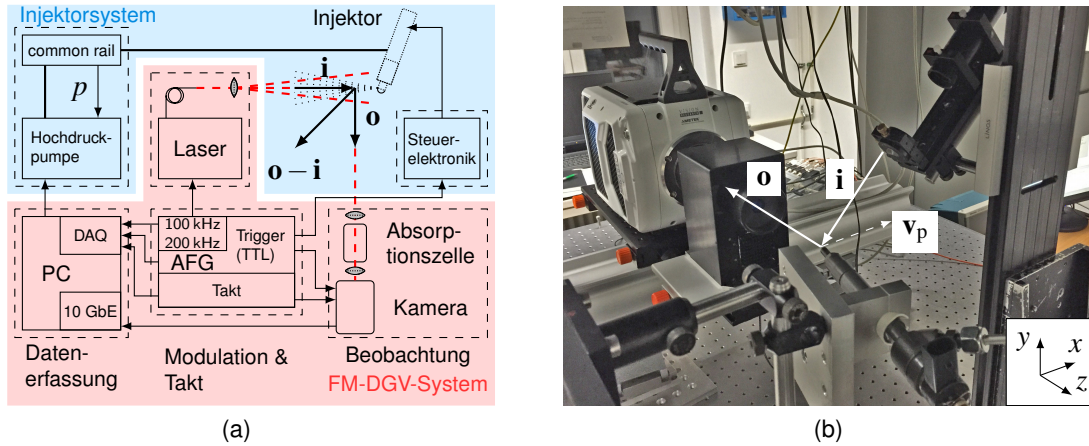 Injektorsystem
Injektor
common rail
p
i
o
Hochdruck-
pumpe
Laser
o − i
Steuer-
elektronik
PC
DAQ
10 GbE
100 kHz
200 kHz
AFG
Trigger
(TTL)
Takt
Absorp-
tionszelle
Kamera
Daten-
erfassung
Modulation &
Takt
Beobachtung
FM-DGV-System
(a)
o
i
vp
y
x
z
(b)